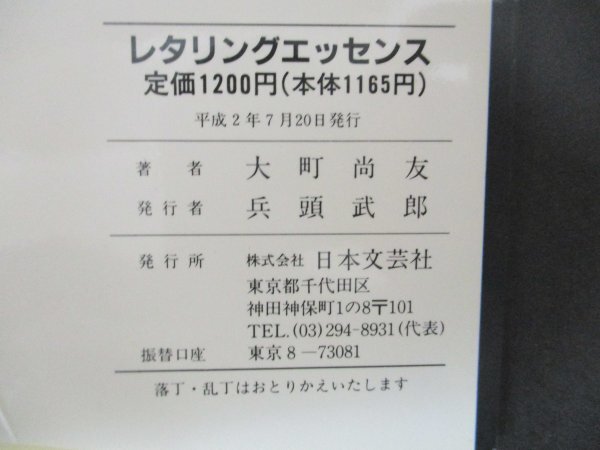 レタリングエッセンス
定価1200円(本体1165円)
平成2年7月20日発行
著者 大町尚友
発行者 兵頭武郎
発行所 株式会社 日本文芸社
東京都千代田区
神田神保町1の8〒101
TEL.(03)294-8931(代表)
振替口座 東京8-73081
落丁・乱丁はおとりかえいたします